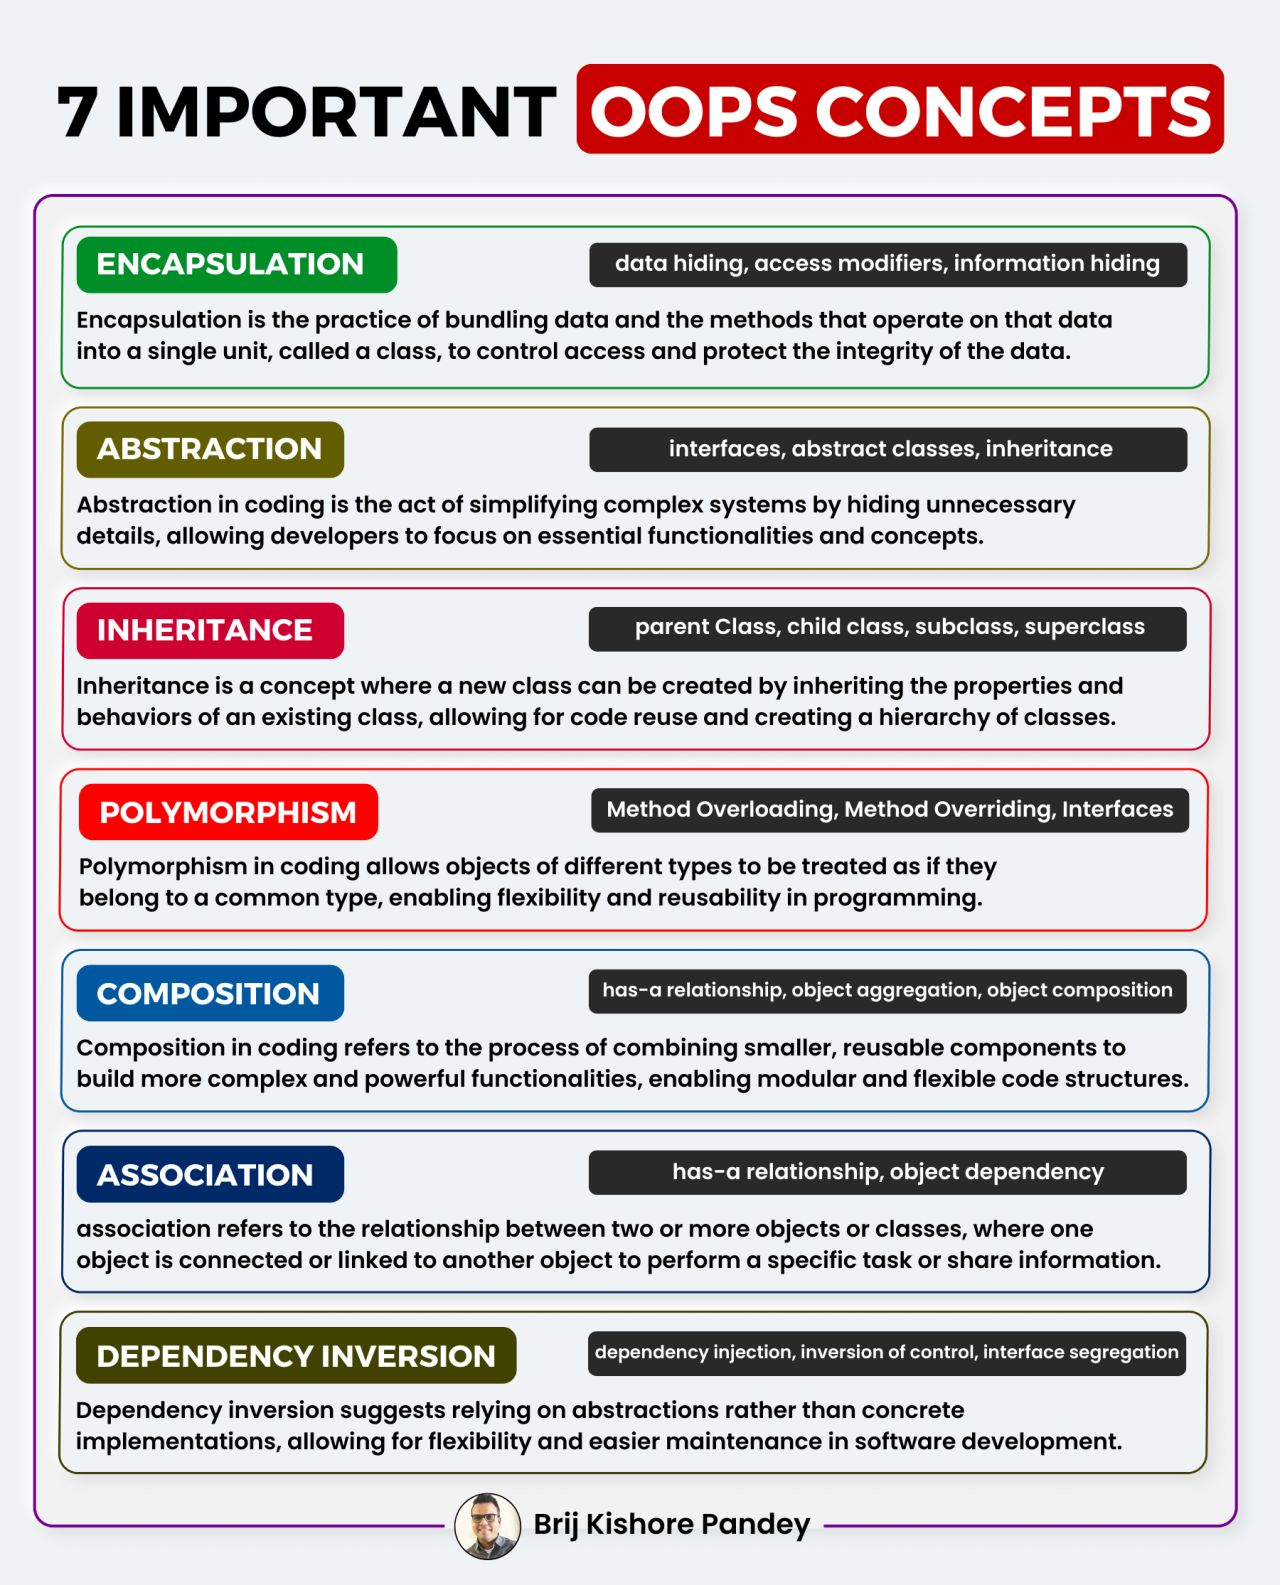 7 IMPORTANT OOPS CONCEPTS
ENCAPSULATION
data hiding, access modifiers, information hiding
Encapsulation is the practice of bundling data and the methods that operate on that data
into a single unit, called a class, to control access and protect the integrity of the data.
ABSTRACTION
interfaces, abstract classes, inheritance
Abstraction in coding is the act of simplifying complex systems by hiding unnecessary
details, allowing developers to focus on essential functionalities and concepts.
INHERITANCE
parent Class, child class, subclass, superclass
Inheritance is a concept where a new class can be created by inheriting the properties and
behaviors of an existing class, allowing for code reuse and creating a hierarchy of classes.
POLYMORPHISM
Method Overloading, Method Overriding, Interfaces
Polymorphism in coding allows objects of different types to be treated as if they
belong to a common type, enabling flexibility and reusability in programming.
COMPOSITION
has-a relationship, object aggregation, object composition
Composition in coding refers to the process of combining smaller, reusable components to
build more complex and powerful functionalities, enabling modular and flexible code structures.
ASSOCIATION
has-a relationship, object dependency
association refers to the relationship between two or more objects or classes, where one
object is connected or linked to another object to perform a specific task or share information.
DEPENDENCY INVERSION
dependency injection, inversion of control, interface segregation
Dependency inversion suggests relying on abstractions rather than concrete
implementations, allowing for flexibility and easier maintenance in software development.
Brij Kishore Pandey